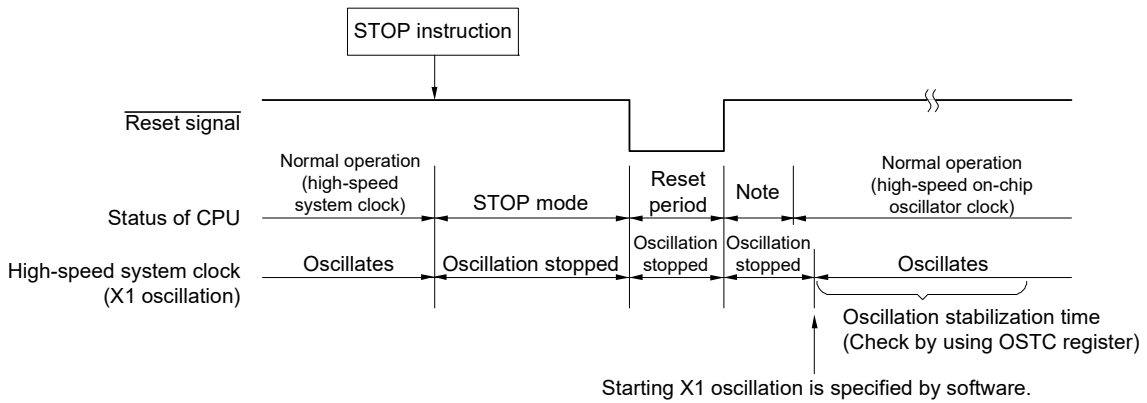 STOP instruction
Reset signal
Normal operation
(high-speed
system clock)
STOP mode
Reset
period
Note
Normal operation
(high-speed on-chip
oscillator clock)
Status of CPU
High-speed system clock
(X1 oscillation)
Oscillates
Oscillation stopped
Oscillation
stopped
Oscillation
stopped
Oscillates
Oscillation stabilization time
(Check by using OSTC register)
Starting X1 oscillation is specified by software.